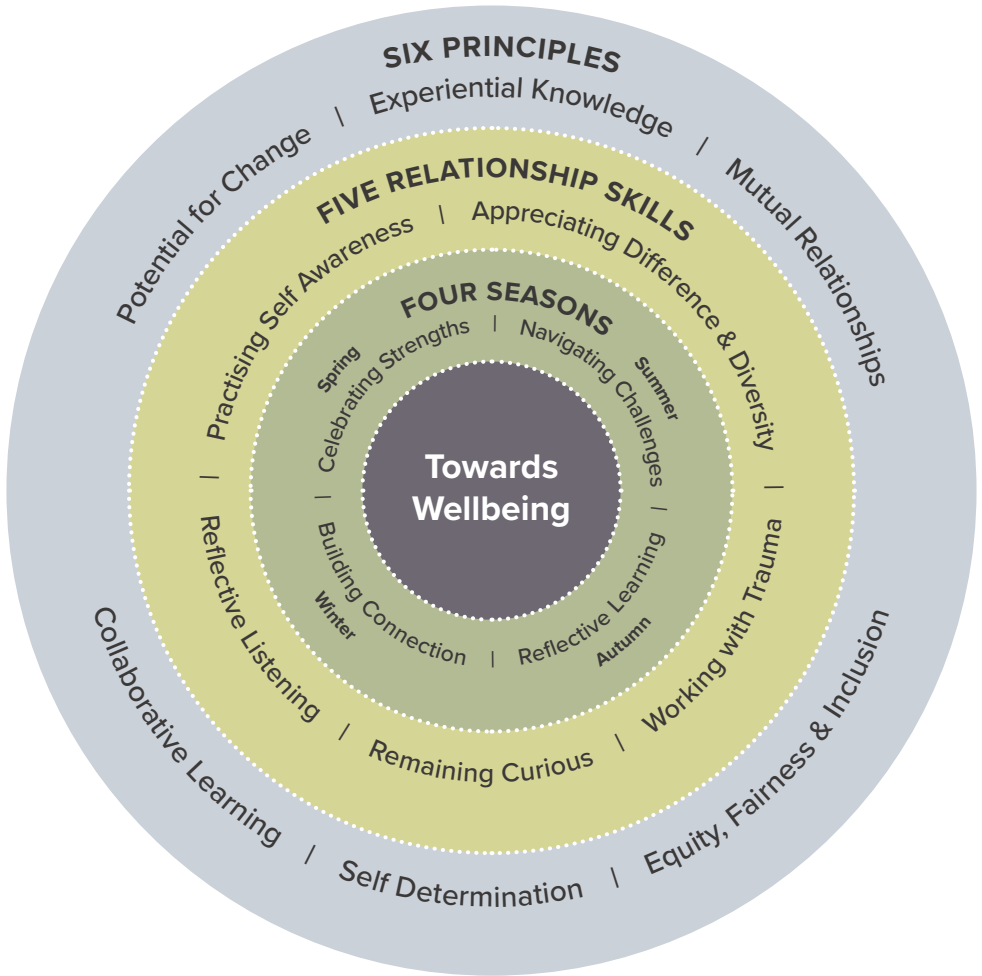 SIX PRINCIPLES
Potential for Change | Experiential Knowledge | Mutual Relationships
Collaborative Learning | Self Determination | Equity, Fairness & Inclusion
FIVE RELATIONSHIP SKILLS
Practising Self Awareness | Appreciating Difference & Diversity |
Reflective Listening | Remaining Curious | Working with Trauma |
FOUR SEASONS
Spring
Celebrating Strengths |
Summer
Navigating Challenges |
Winter
Building Connection |
Autumn
Reflective Learning |
Towards
Wellbeing